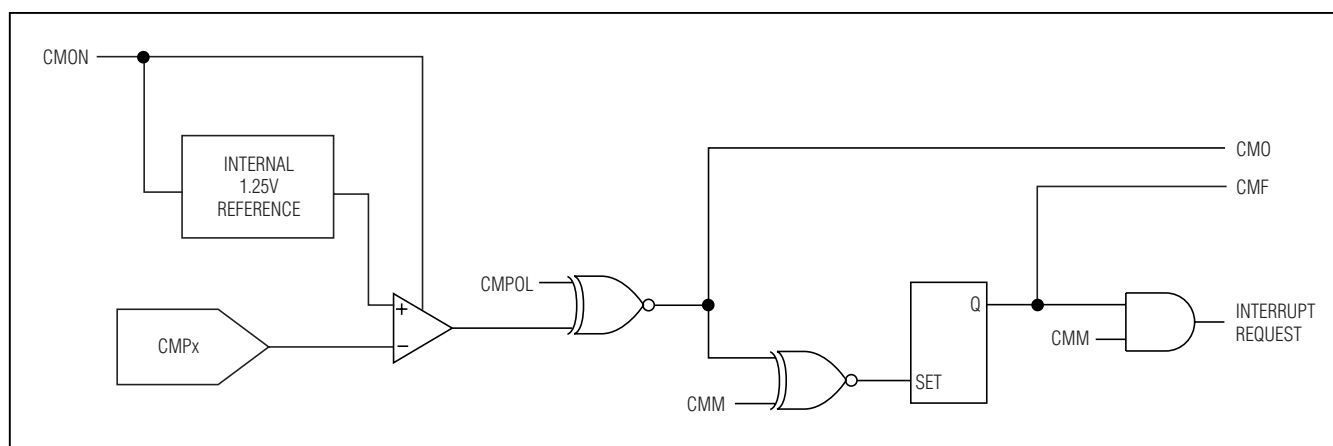 CMON
INTERNAL
1.25V
REFERENCE
CMPx
+
−
CMPOL
CMO
CMF
CMM
SET
Q
CMM
INTERRUPT
REQUEST